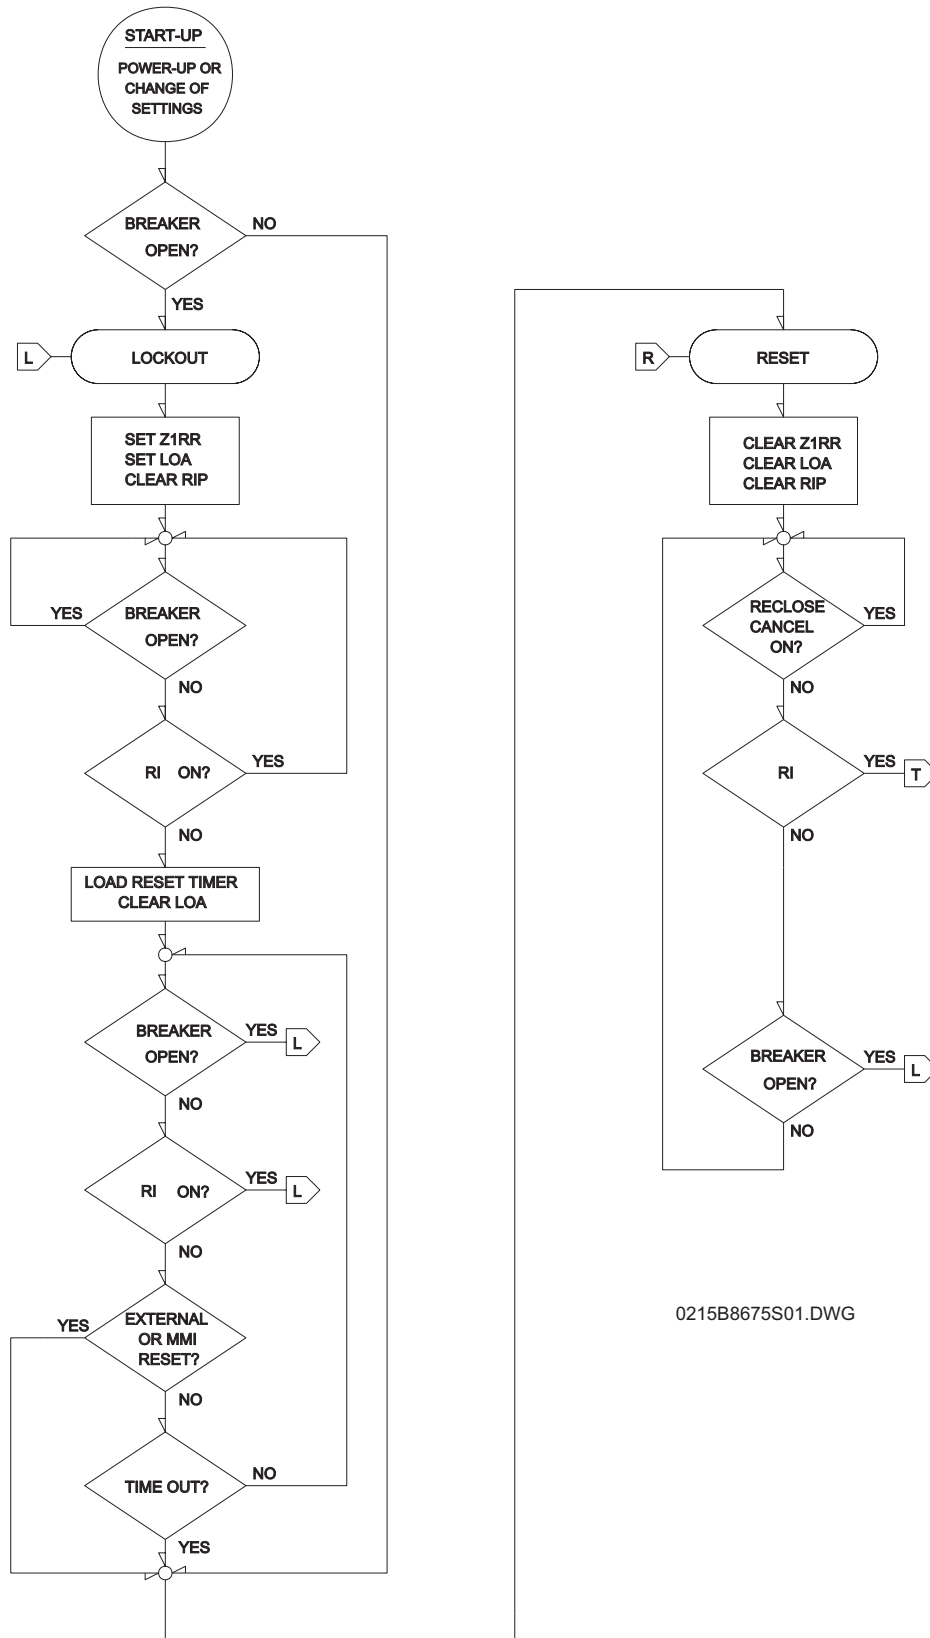 START-UP
POWER-UP OR
CHANGE OF
SETTINGS
BREAKER
OPEN?
NO
YES
L
LOCKOUT
SET Z1RR
SET LOA
CLEAR RIP
YES
BREAKER
OPEN?
NO
RI ON?
YES
NO
LOAD RESET TIMER
CLEAR LOA
BREAKER
OPEN?
YES
L
NO
RI ON?
YES
L
NO
YES
EXTERNAL
OR MMI
RESET?
NO
TIME OUT?
NO
YES
R
RESET
CLEAR Z1RR
CLEAR LOA
CLEAR RIP
RECLOSE
CANCEL
ON?
YES
NO
RI
YES
T
NO
BREAKER
OPEN?
YES
L
NO
0215B8675S01.DWG